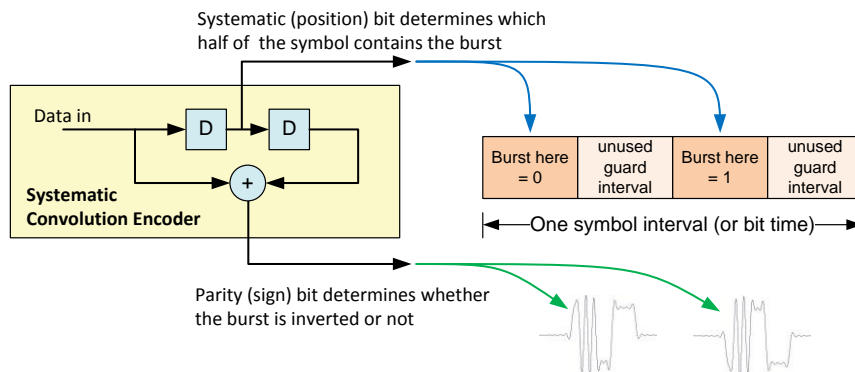 Systematic (position) bit determines which
half of the symbol contains the burst
Data in
D
D
+
Systematic
Convolution Encoder
Burst here
= 0
unused
guard
interval
Burst here
= 1
unused
guard
interval
One symbol interval (or bit time)
Parity (sign) bit determines whether
the burst is inverted or not